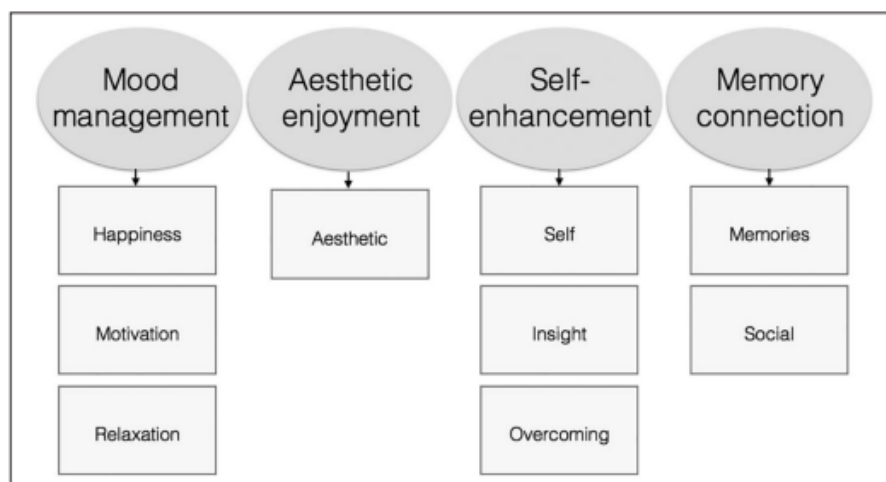 Mood
management
Aesthetic
enjoyment
Self-
enhancement
Memory
connection
Happiness
Aesthetic
Self
Memories
Motivation
Insight
Social
Relaxation
Overcoming